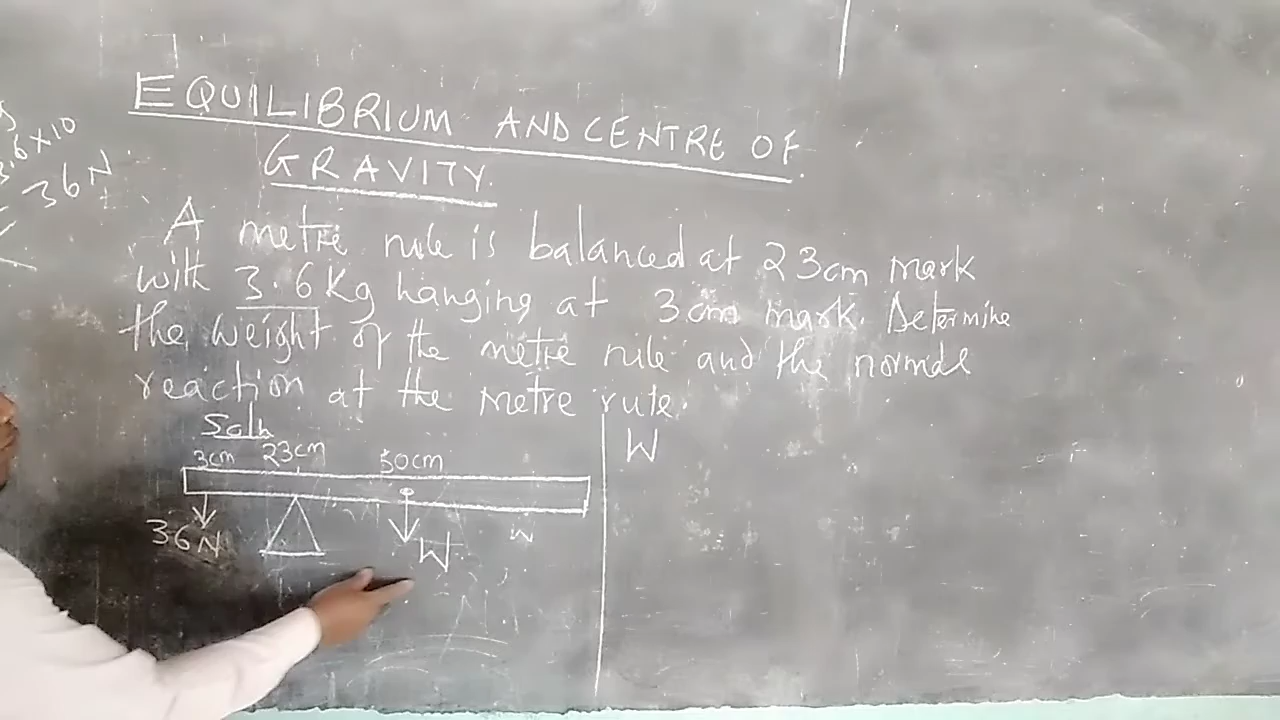 3.6 X 10
36 N
EQUILIBRIUM AND CENTRE OF
GRAVITY.
A metre rule is balanced at 23cm mark
with 3.6Kg hanging at 3cm mark. Determine
the weight of the metre rule and the normal
reaction at the metre rule.
Soln
3cm 23cm 50cm
W
36N
W
w